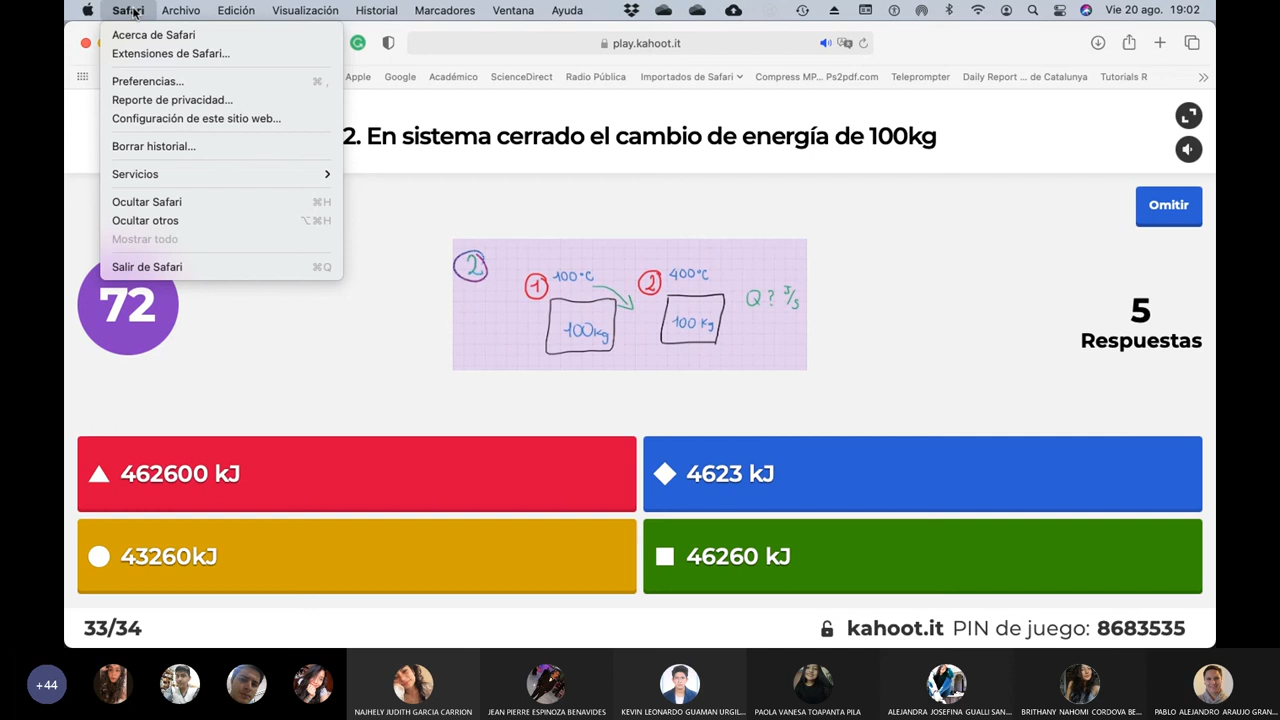 Safari Archivo Edición Visualización Historial Marcadores Ventana Ayuda Vie 20 ago. 19:02
Acerca de Safari
Extensiones de Safari...
Preferencias... ⌘ ,
Reporte de privacidad...
Configuración de este sitio web...
Borrar historial...
Servicios
Ocultar Safari ⌘H
Ocultar otros ⌥⌘H
Mostrar todo
Salir de Safari ⌘Q
play.kahoot.it
Apple Google Académico ScienceDirect Radio Pública Importados de Safari Compress MP... Ps2pdf.com Teleprompter Daily Report ... de Catalunya Tutorials R
2. En sistema cerrado el cambio de energía de 100kg
Omitir
72
2
1 100°C 2 400°C
Q? J/s
100kg 100 Kg
5
Respuestas
462600 kJ
4623 kJ
43260kJ
46260 kJ
33/34
kahoot.it PIN de juego: 8683535
+44
NAJHELY JUDITH GARCIA CARRION
JEAN PIERRE ESPINOZA BENAVIDES
KEVIN LEONARDO GUAMAN URGIL...
PAOLA VANESA TOAPANTA PILA
ALEJANDRA JOSEFINA GUALLI SAN...
BRITHANY NAHOMI CORDOVA BE...
PABLO ALEJANDRO ARAUJO GRAN...